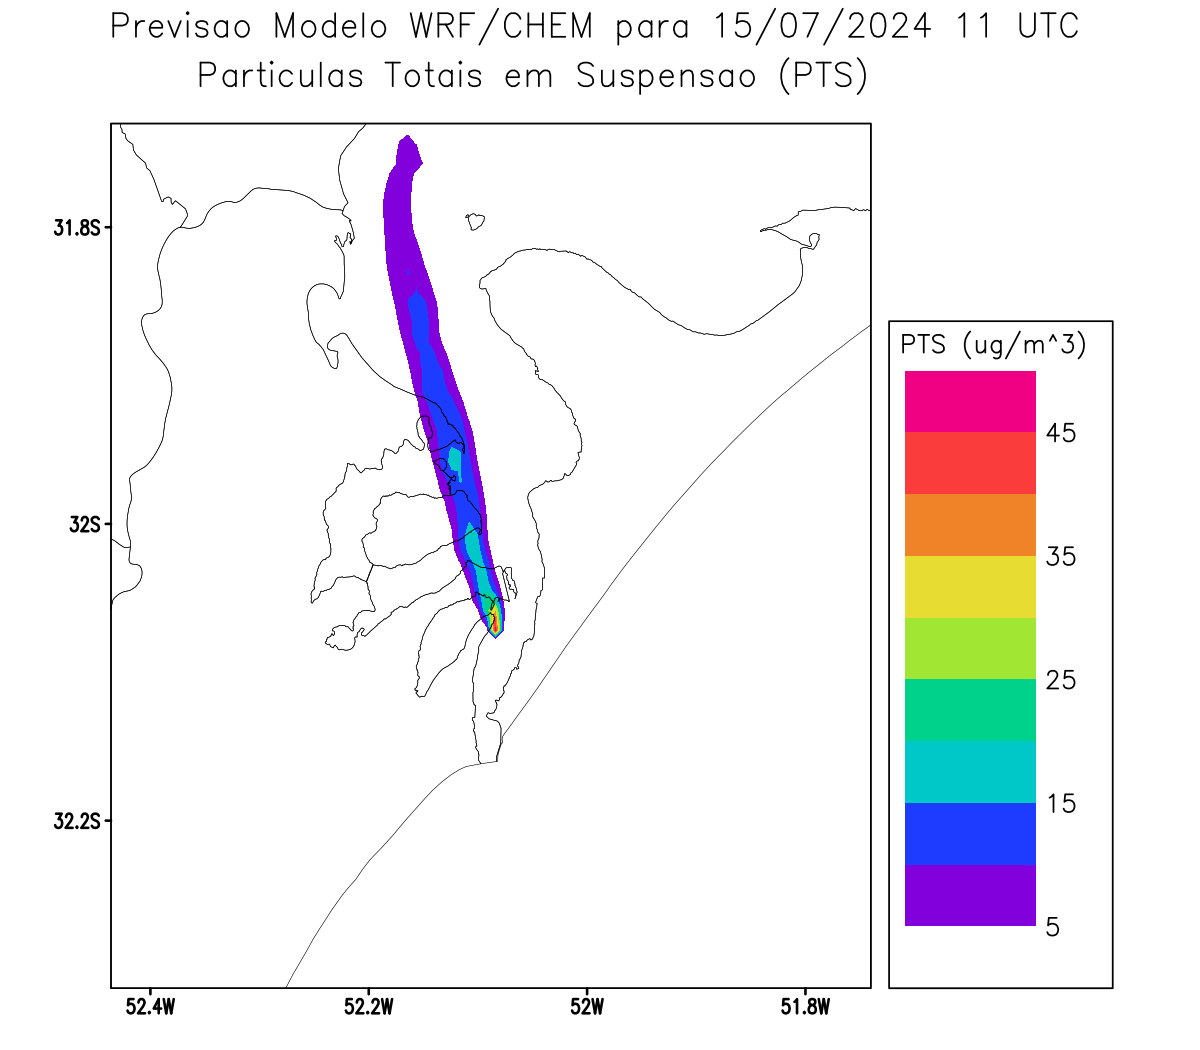 Previsao Modelo WRF/CHEM para 15/07/2024 11 UTC
Particulas Totais em Suspensao (PTS)
31.8S
32S
32.2S
52.4W 52.2W 52W 51.8W
PTS (ug/m^3)
45
35
25
15
5